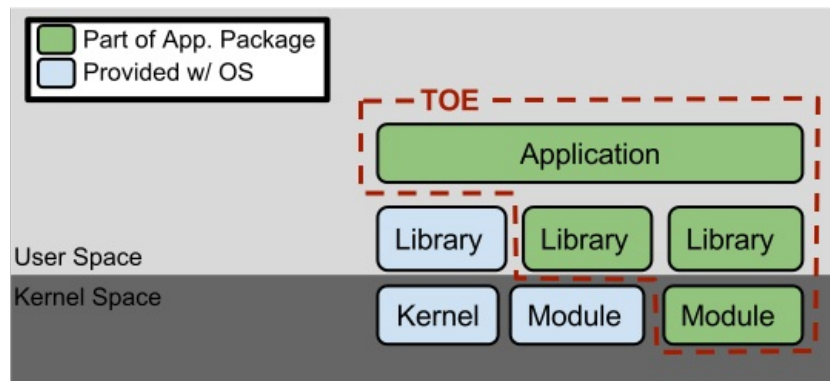 Part of App. Package
Provided w/ OS
TOE
Application
Library Library Library
User Space
Kernel Space
Kernel Module Module